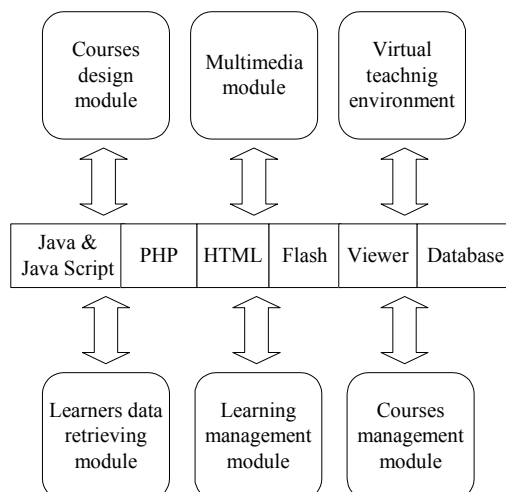 Courses
design
module
Multimedia
module
Virtual
teachnig
environment
Java &
Java Script
PHP
HTML
Flash
Viewer
Database
Learners data
retrieving
module
Learning
management
module
Courses
management
module